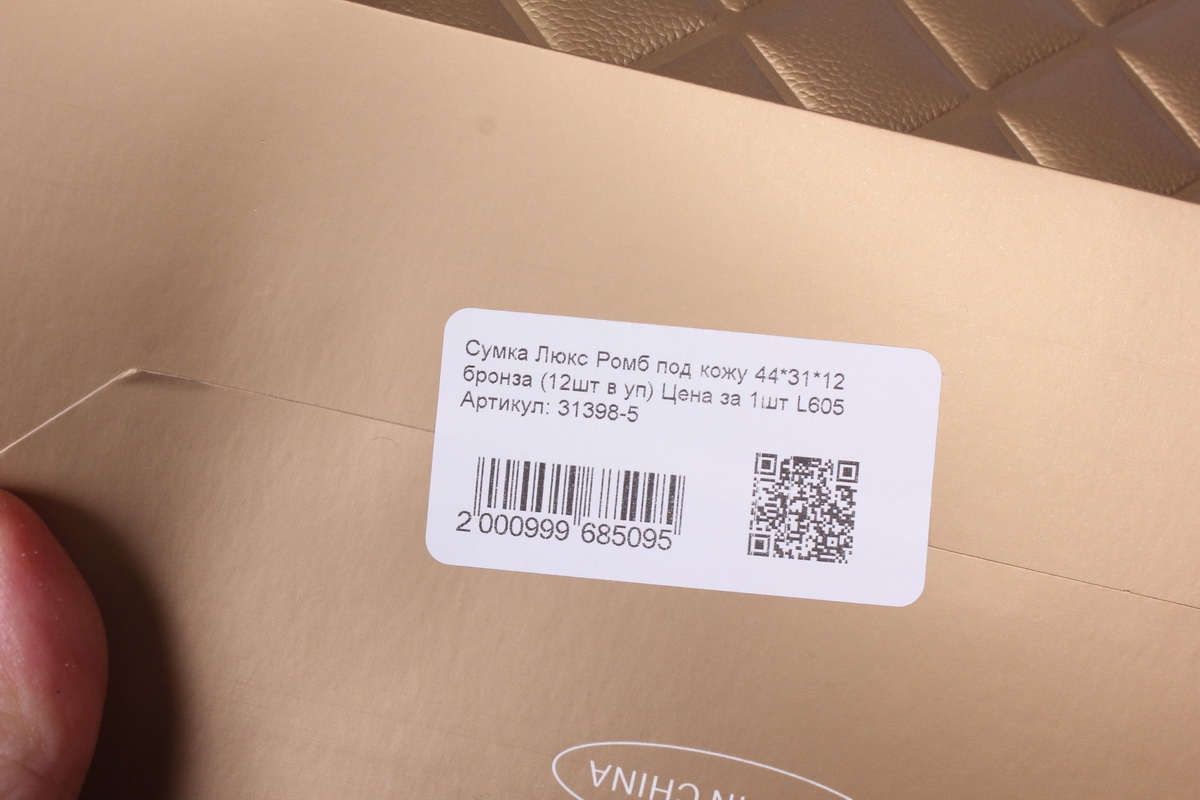 Сумка Люкс Ромб под кожу 44*31*12
бронза (12шт в уп) Цена за 1шт L605
Артикул: 31398-5
2 000999 685095
IN CHINA